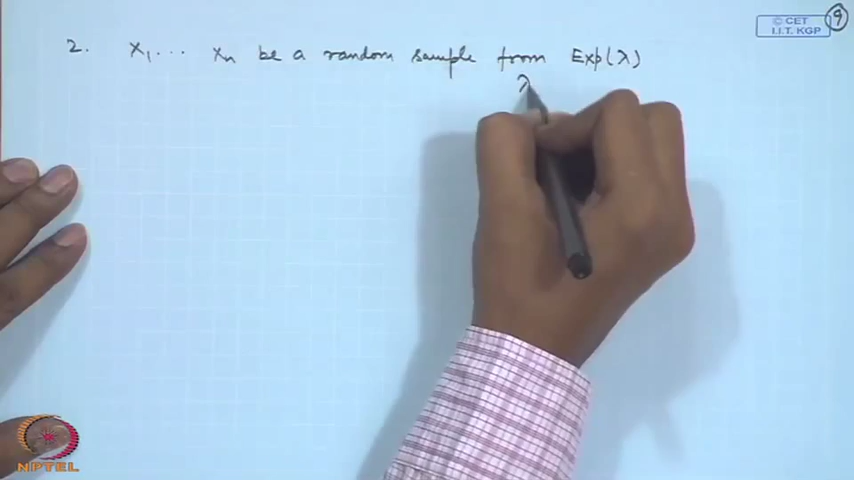 © CET
I.I.T. KGP
9
2. X₁ ... Xₙ be a random sample from Exp(λ)
λ
NPTEL